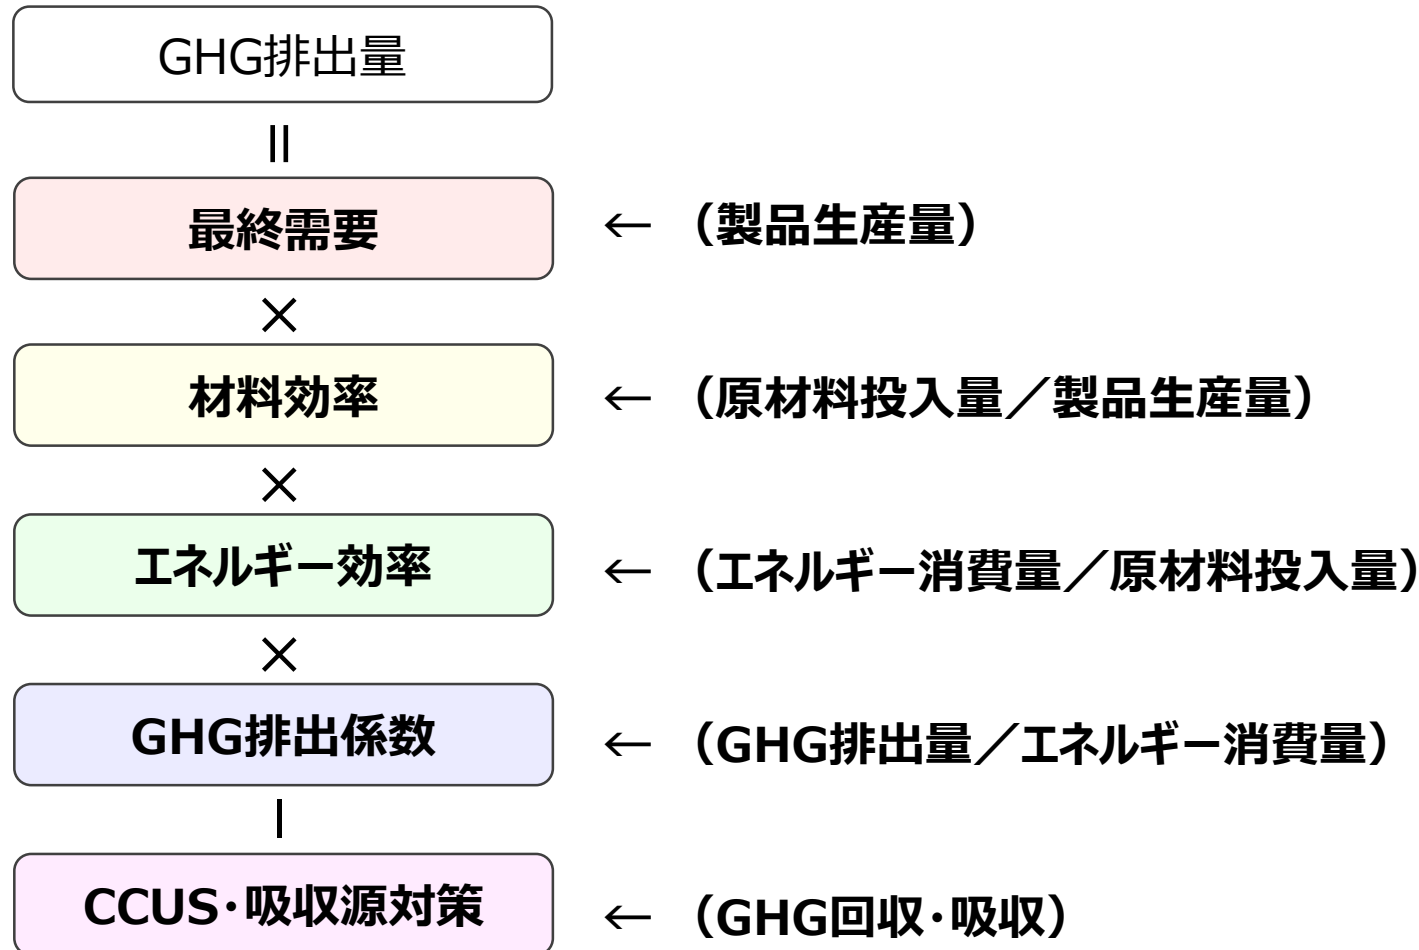 GHG排出量
=
最終需要 ← （製品生産量）
×
材料効率 ← （原材料投入量／製品生産量）
×
エネルギー効率 ← （エネルギー消費量／原材料投入量）
×
GHG排出係数 ← （GHG排出量／エネルギー消費量）
－
CCUS・吸収源対策 ← （GHG回収・吸収）